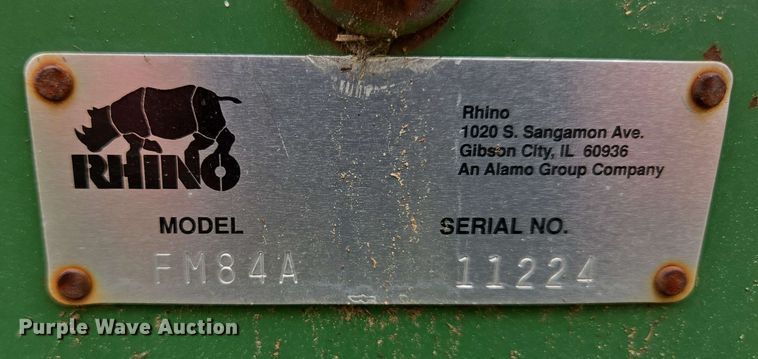 RHINO
Rhino
1020 S. Sangamon Ave.
Gibson City, IL 60936
An Alamo Group Company
MODEL SERIAL NO.
FM84A 11224
Purple Wave Auction